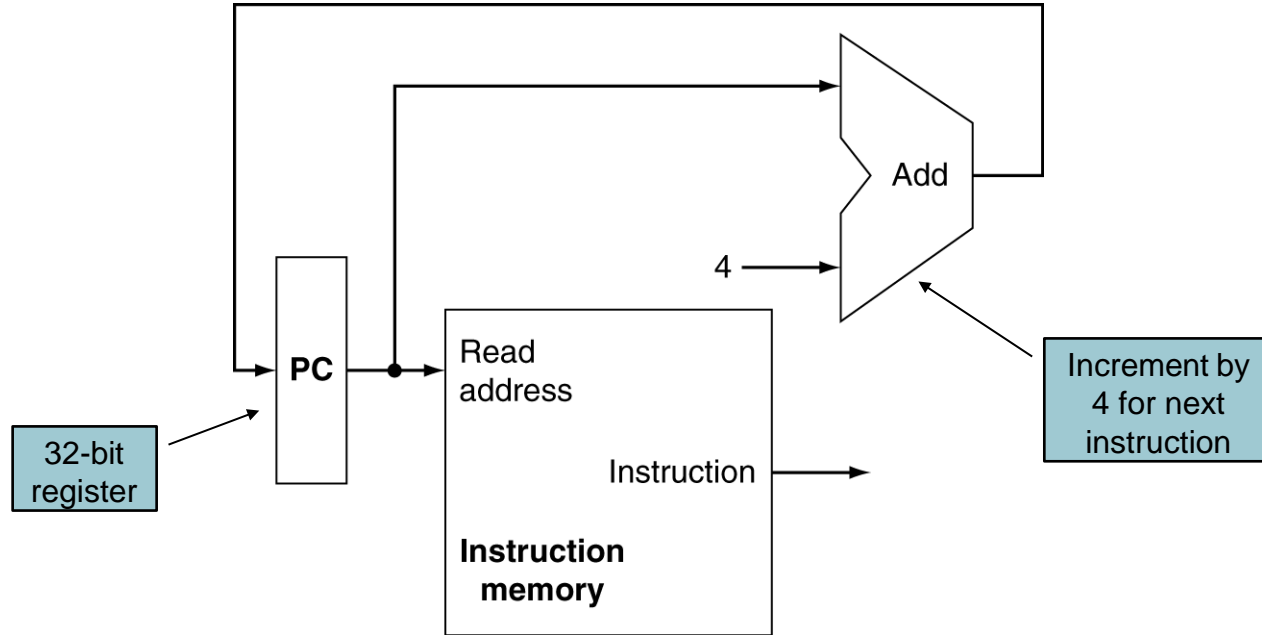 Add
4
PC
Read
address
Increment by
4 for next
instruction
32-bit
register
Instruction
Instruction
memory